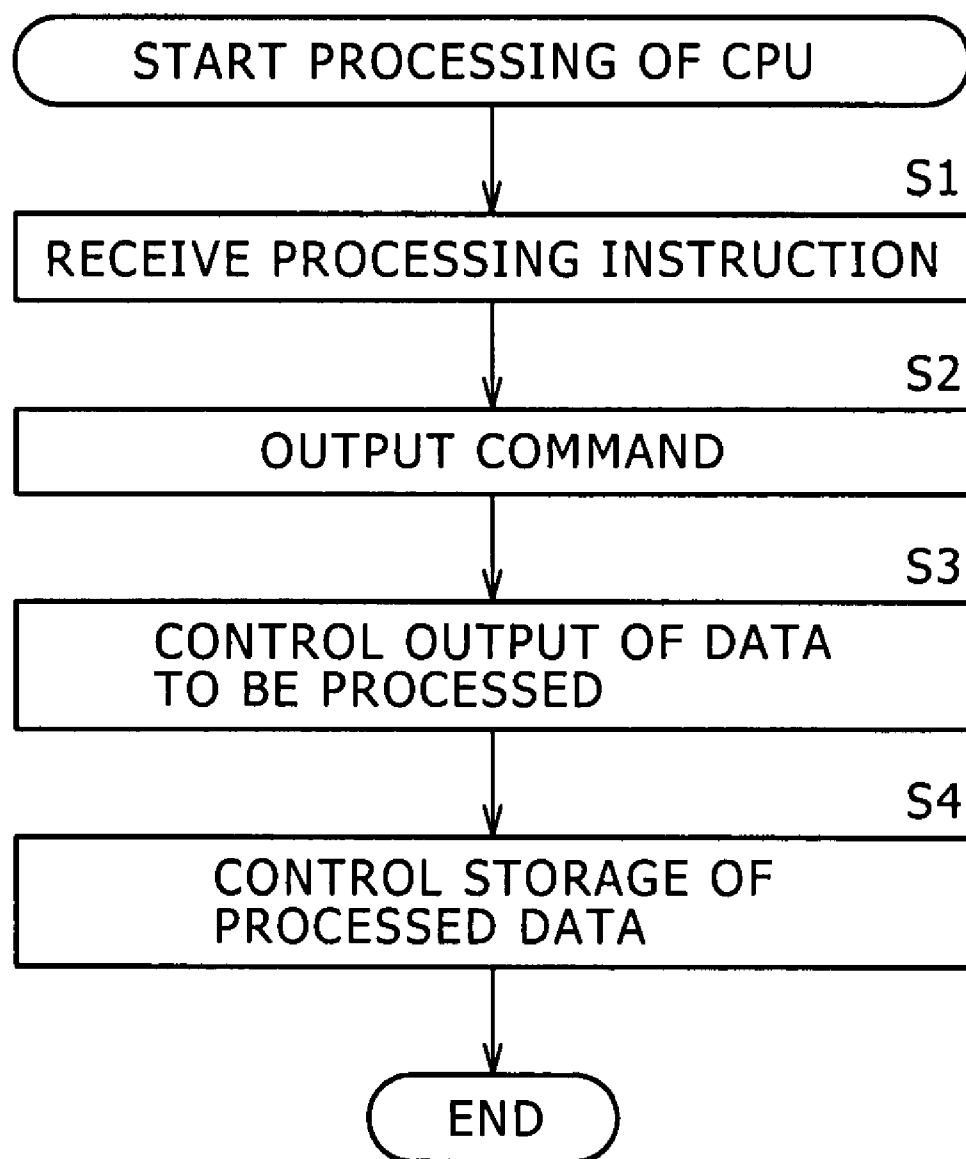 START PROCESSING OF CPU
S1
RECEIVE PROCESSING INSTRUCTION
S2
OUTPUT COMMAND
S3
CONTROL OUTPUT OF DATA
TO BE PROCESSED
S4
CONTROL STORAGE OF
PROCESSED DATA
END